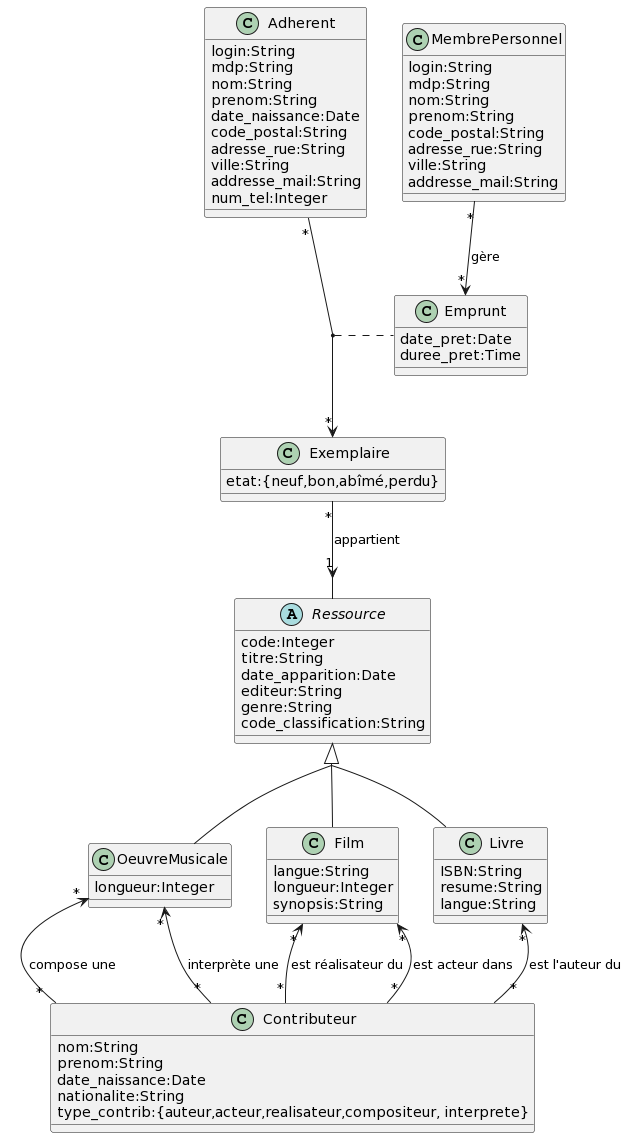 C Adherent
login:String
mdp:String
nom:String
prenom:String
date_naissance:Date
code_postal:String
adresse_rue:String
ville:String
addresse_mail:String
num_tel:Integer
C MembrePersonnel
login:String
mdp:String
nom:String
prenom:String
code_postal:String
adresse_rue:String
ville:String
addresse_mail:String
*
*
gère
*
C Emprunt
date_pret:Date
duree_pret:Time
*
C Exemplaire
etat:{neuf,bon,abîmé,perdu}
*
appartient
1
A Ressource
code:Integer
titre:String
date_apparition:Date
editeur:String
genre:String
code_classification:String
C OeuvreMusicale
longueur:Integer
C Film
langue:String
longueur:Integer
synopsis:String
C Livre
ISBN:String
resume:String
langue:String
* * * * *
compose une interprète une est réalisateur du est acteur dans est l'auteur du
* * * * *
C Contributeur
nom:String
prenom:String
date_naissance:Date
nationalite:String
type_contrib:{auteur,acteur,realisateur,compositeur, interprete}